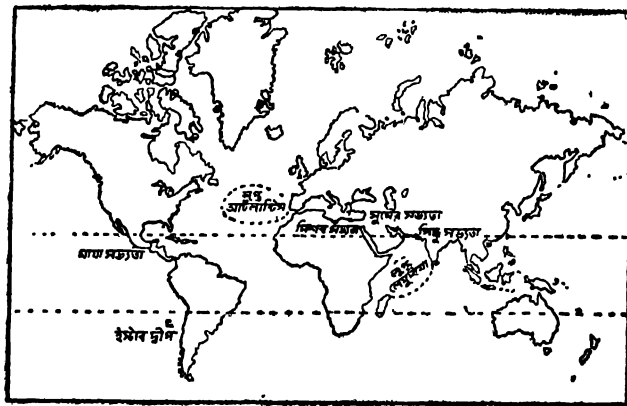 লুপ্ত
আটলান্টিস
সুমের সভ্যতা
মিশর সভ্যতা
সিন্ধু সভ্যতা
মায়া সভ্যতা
লুপ্ত
লেমুরিয়া
ইস্টার দ্বীপ